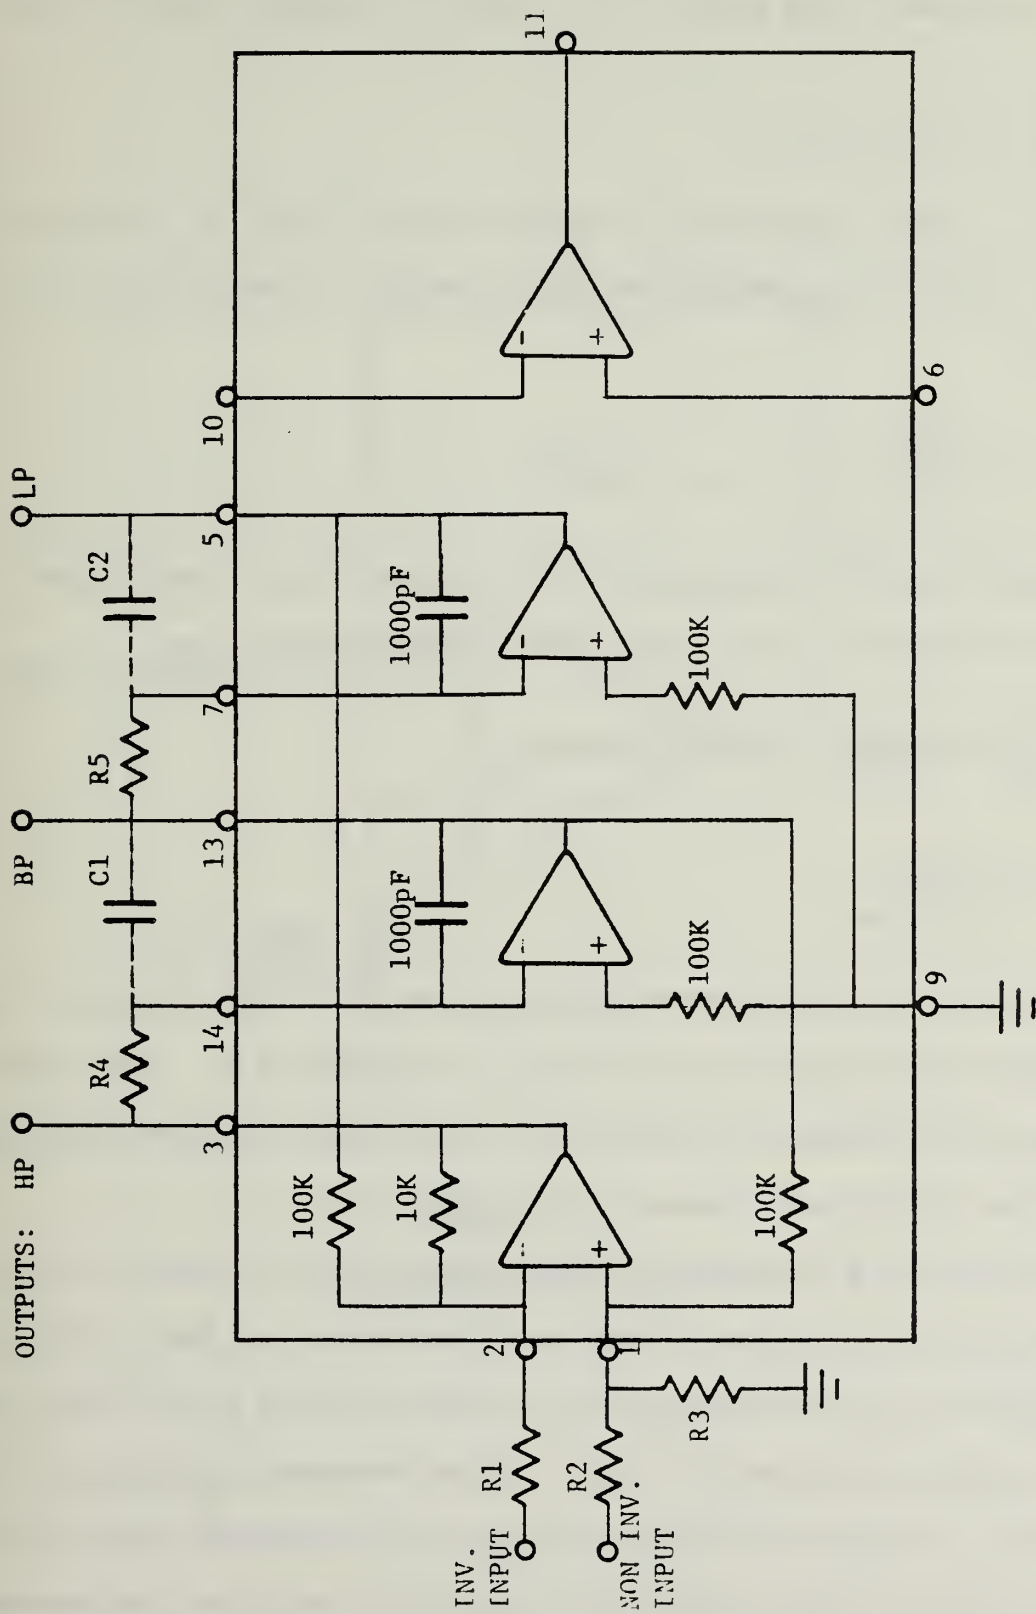 OUTPUTS: HP BP LP
R4 C1 R5 C2
3 14 13 7 5 10
100K
10K
1000pF
1000pF
11
INV.
INPUT
R1
2
-
-
-
-
NON INV.
INPUT
R2
1
+
+
+
+
R3
100K
100K
100K
9
6